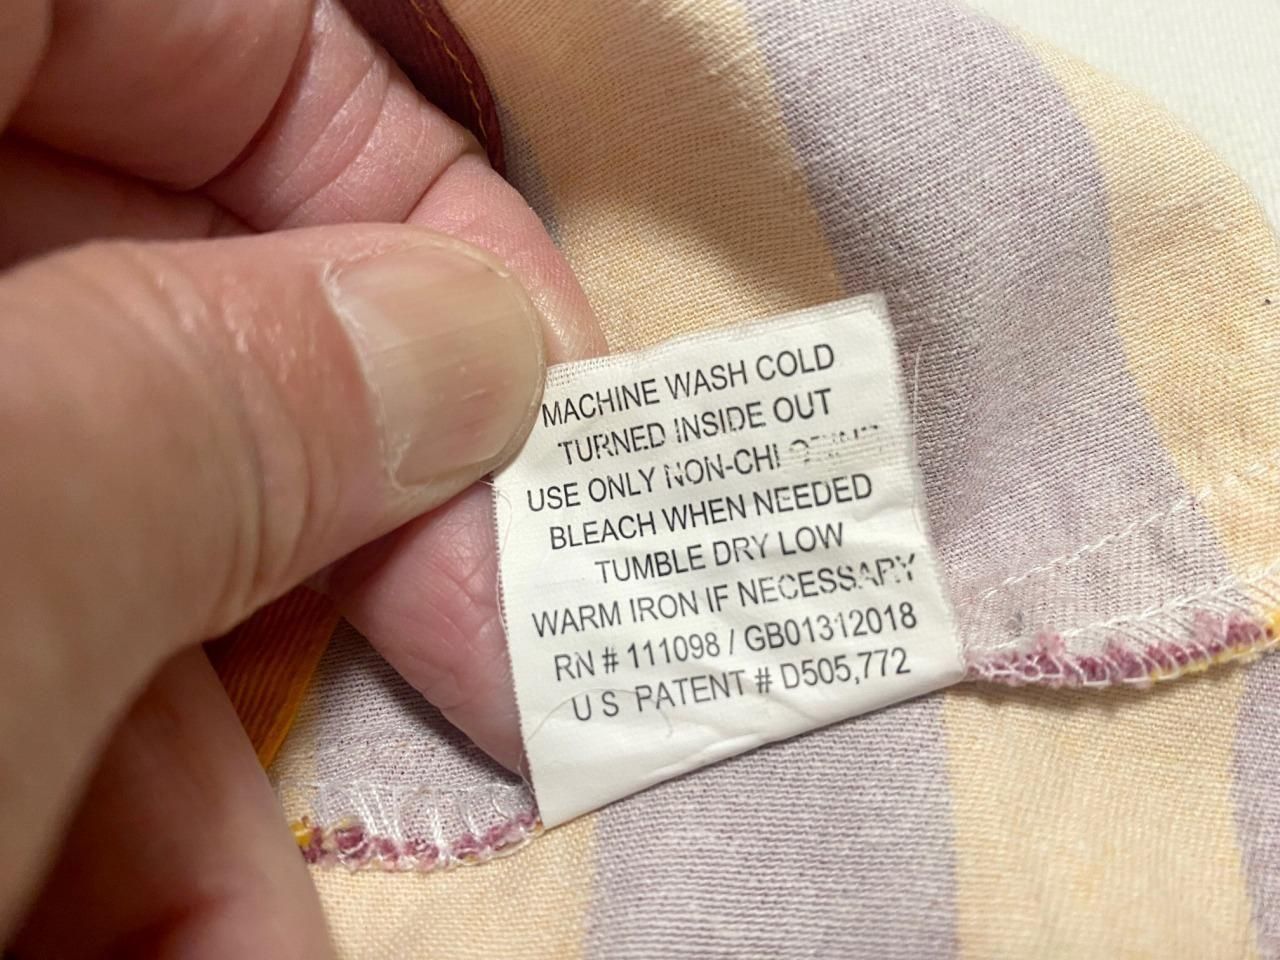 MACHINE WASH COLD
TURNED INSIDE OUT
USE ONLY
BLEACH WHEN NEEDED
TUMBLE DRY LOW
WARM IRON IF NECESSARY
RN # 111098 / GB01312018
U S PATENT # D505,772